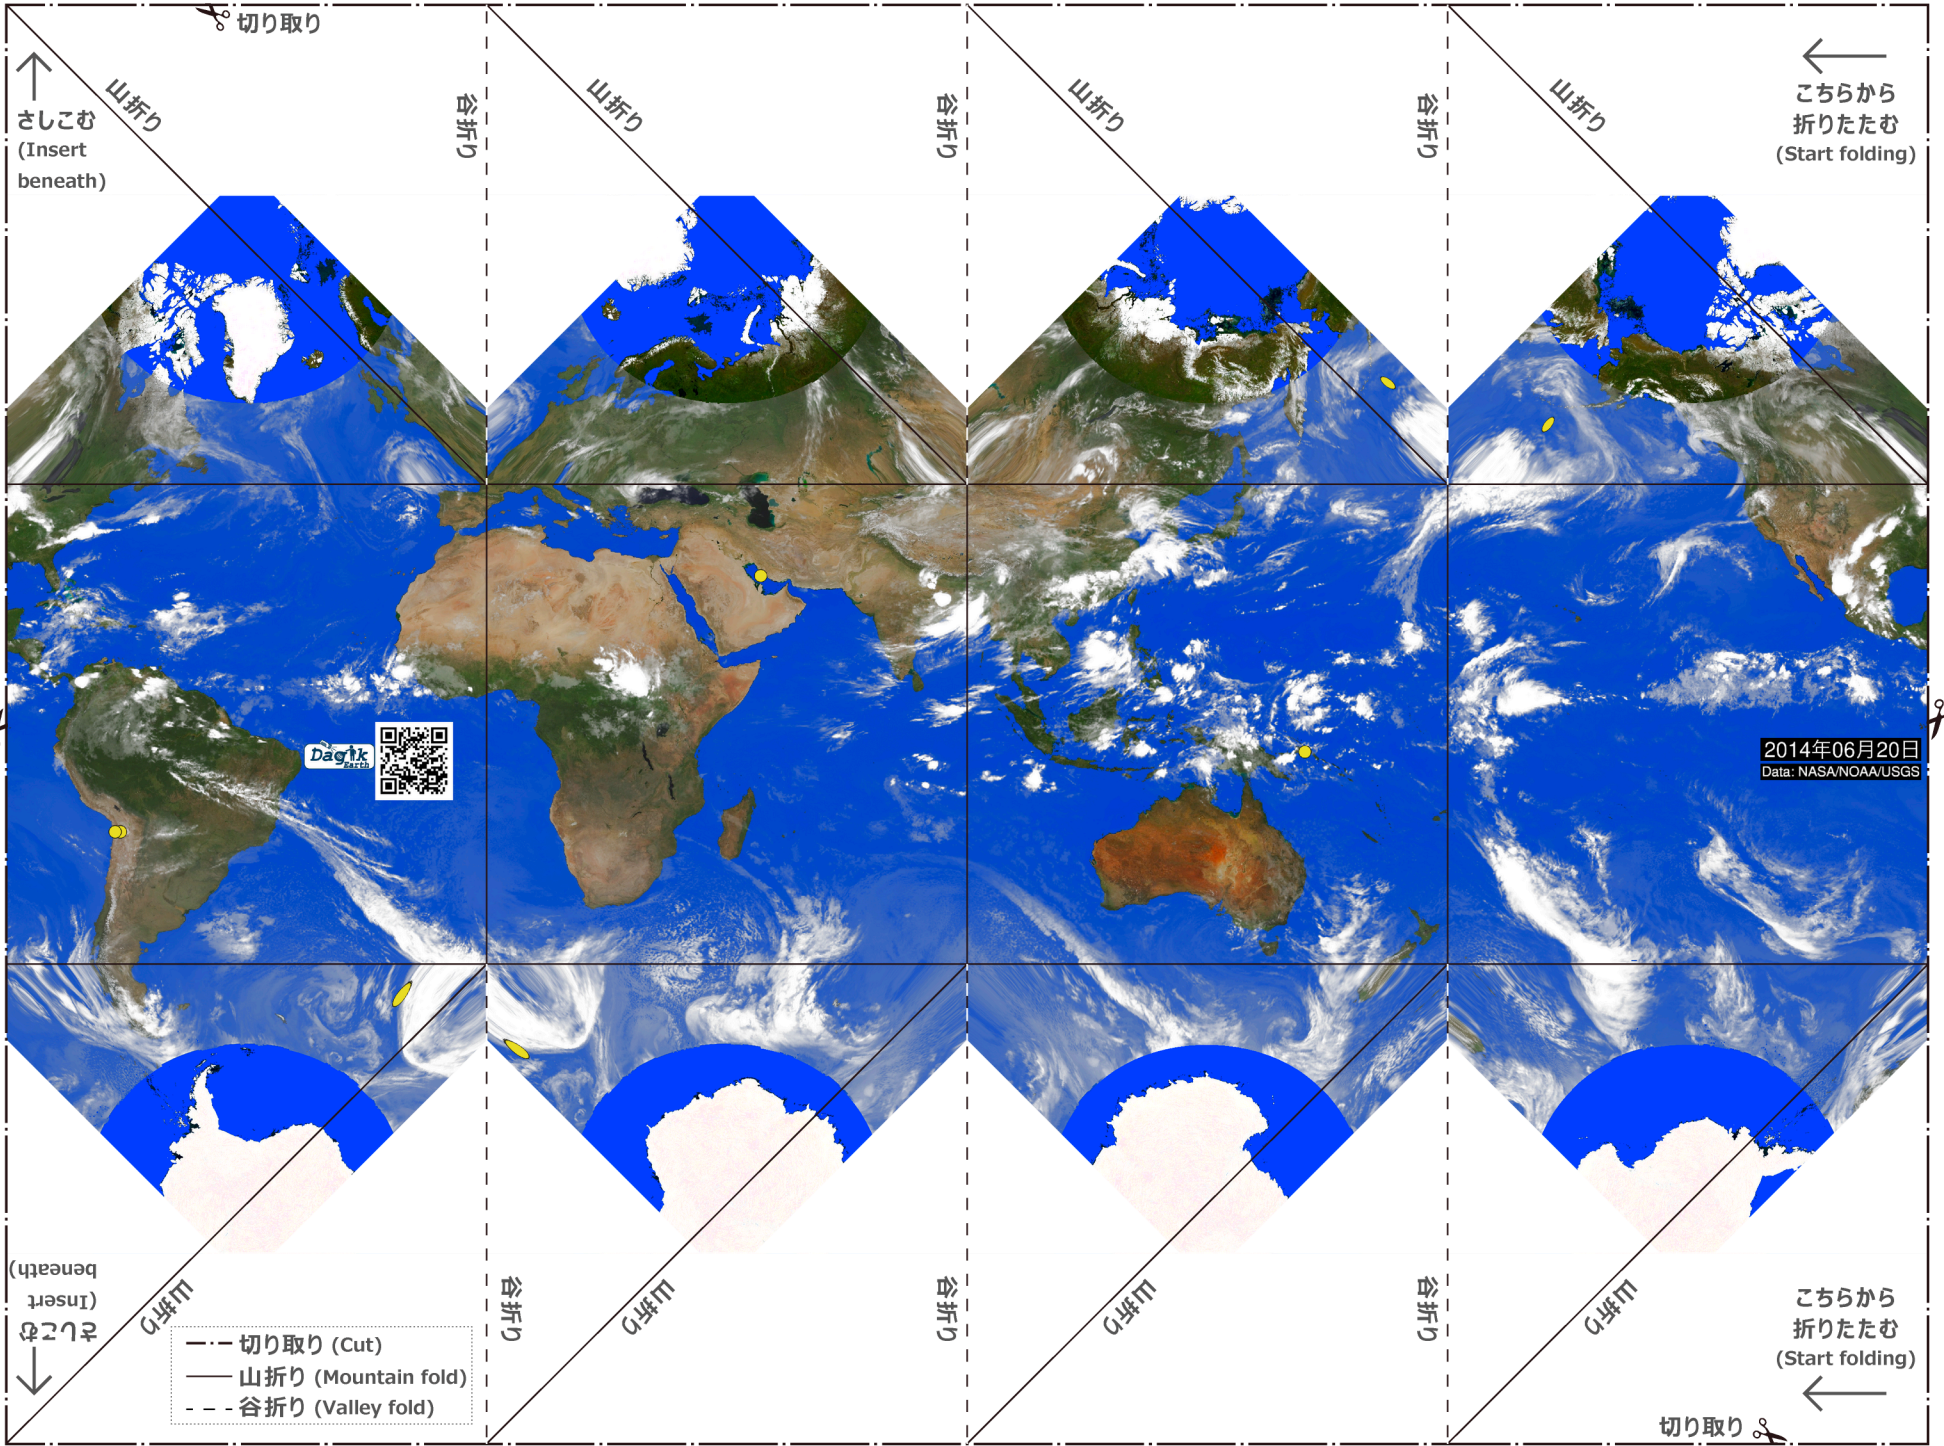 切り取り
山折り
谷折り
山折り
谷折り
山折り
谷折り
山折り
さしこむ
(Insert
beneath)
こちらから
折りたたむ
(Start folding)
Dagik
Earth
2014年06月20日
Data: NASA/NOAA/USGS
さしこむ
(Insert
beneath)
山折り
谷折り
山折り
谷折り
山折り
谷折り
山折り
こちらから
折りたたむ
(Start folding)
切り取り (Cut)
山折り (Mountain fold)
谷折り (Valley fold)
切り取り